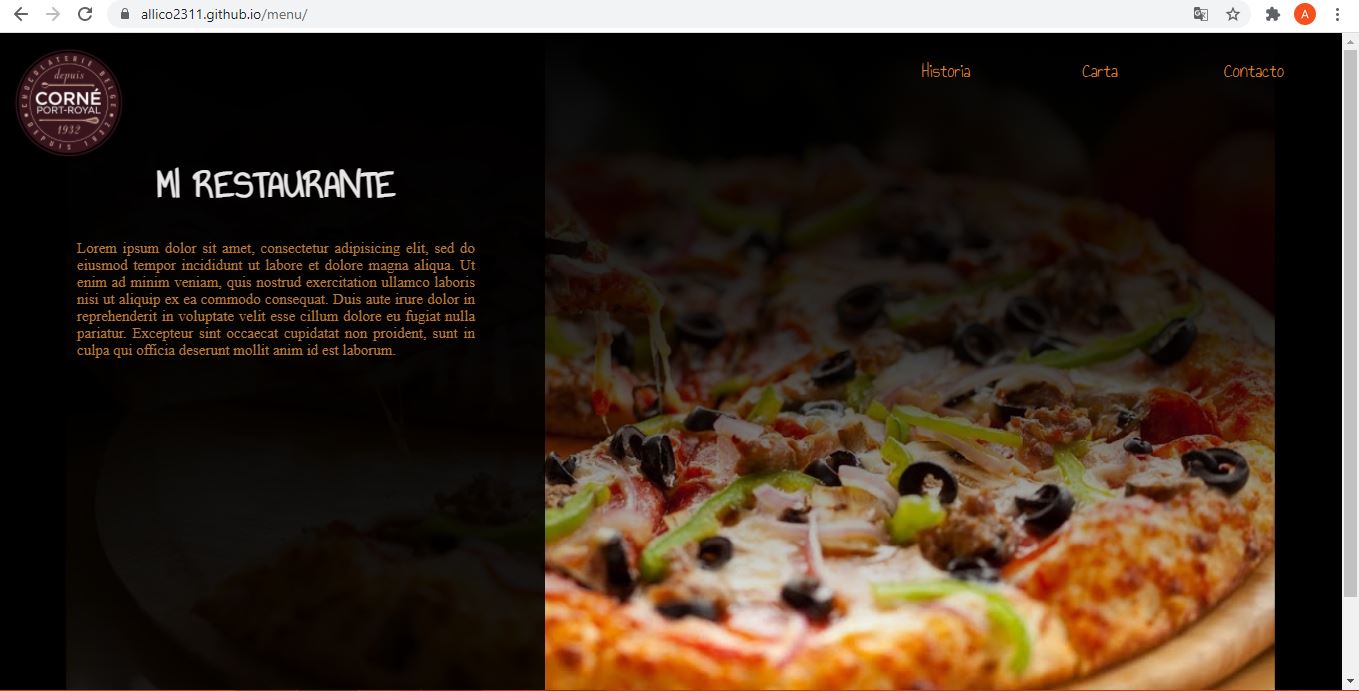 allico2311.github.io/menu/
A
CHOCOLATERIE BELGE
depuis
CORNÉ
PORT-ROYAL
1932
DEPUIS 1932
Historia
Carta
Contacto
MI RESTAURANTE
Lorem ipsum dolor sit amet, consectetur adipisicing elit, sed do
eiusmod tempor incididunt ut labore et dolore magna aliqua. Ut
enim ad minim veniam, quis nostrud exercitation ullamco laboris
nisi ut aliquip ex ea commodo consequat. Duis aute irure dolor in
reprehenderit in voluptate velit esse cillum dolore eu fugiat nulla
pariatur. Excepteur sint occaecat cupidatat non proident, sunt in
culpa qui officia deserunt mollit anim id est laborum.